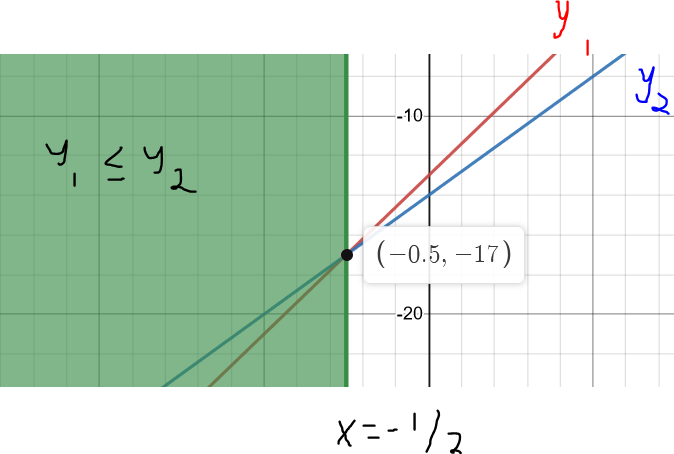 y₁
y₂
-10
y₁ ≤ y₂
(−0.5, −17)
-20
x = - 1/2